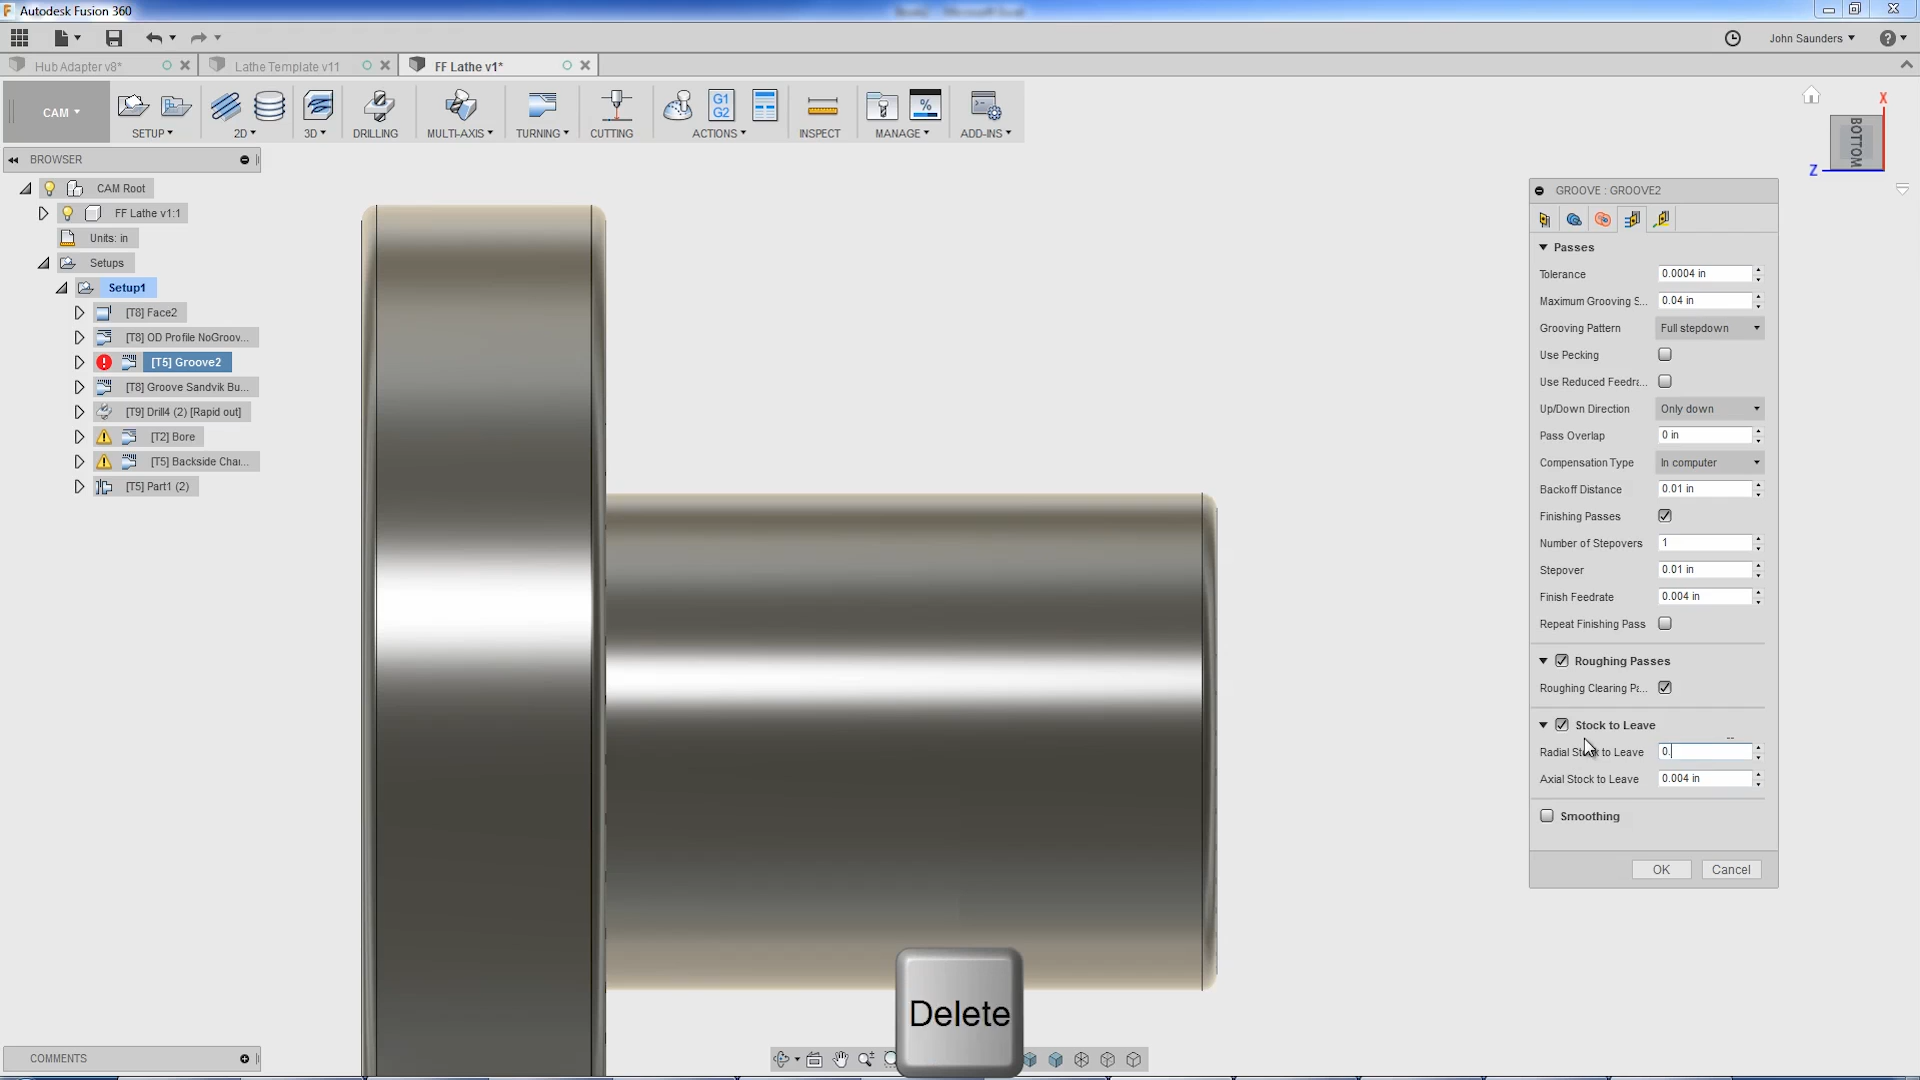 Autodesk Fusion 360
John Saunders
Hub Adapter v8*
Lathe Template v11
FF Lathe v1*
CAM
SETUP
2D
3D
DRILLING
MULTI-AXIS
TURNING
CUTTING
G1
G2
ACTIONS
INSPECT
%
MANAGE
ADD-INS
BROWSER
CAM Root
FF Lathe v1:1
Units: in
Setups
Setup1
[T8] Face2
[T8] OD Profile NoGroov...
[T5] Groove2
[T8] Groove Sandvik Bu...
[T9] Drill4 (2) [Rapid out]
[T2] Bore
[T5] Backside Cha...
[T5] Part1 (2)
X
BOTTOM
Z
GROOVE : GROOVE2
Passes
Tolerance 0.0004 in
Maximum Grooving S... 0.04 in
Grooving Pattern Full stepdown
Use Pecking
Use Reduced Feedra...
Up/Down Direction Only down
Pass Overlap 0 in
Compensation Type In computer
Backoff Distance 0.01 in
Finishing Passes
Number of Stepovers 1
Stepover 0.01 in
Finish Feedrate 0.004 in
Repeat Finishing Pass
Roughing Passes
Roughing Clearing Pa...
Stock to Leave
Radial Stock to Leave 0.
Axial Stock to Leave 0.004 in
Smoothing
OK Cancel
Delete
COMMENTS